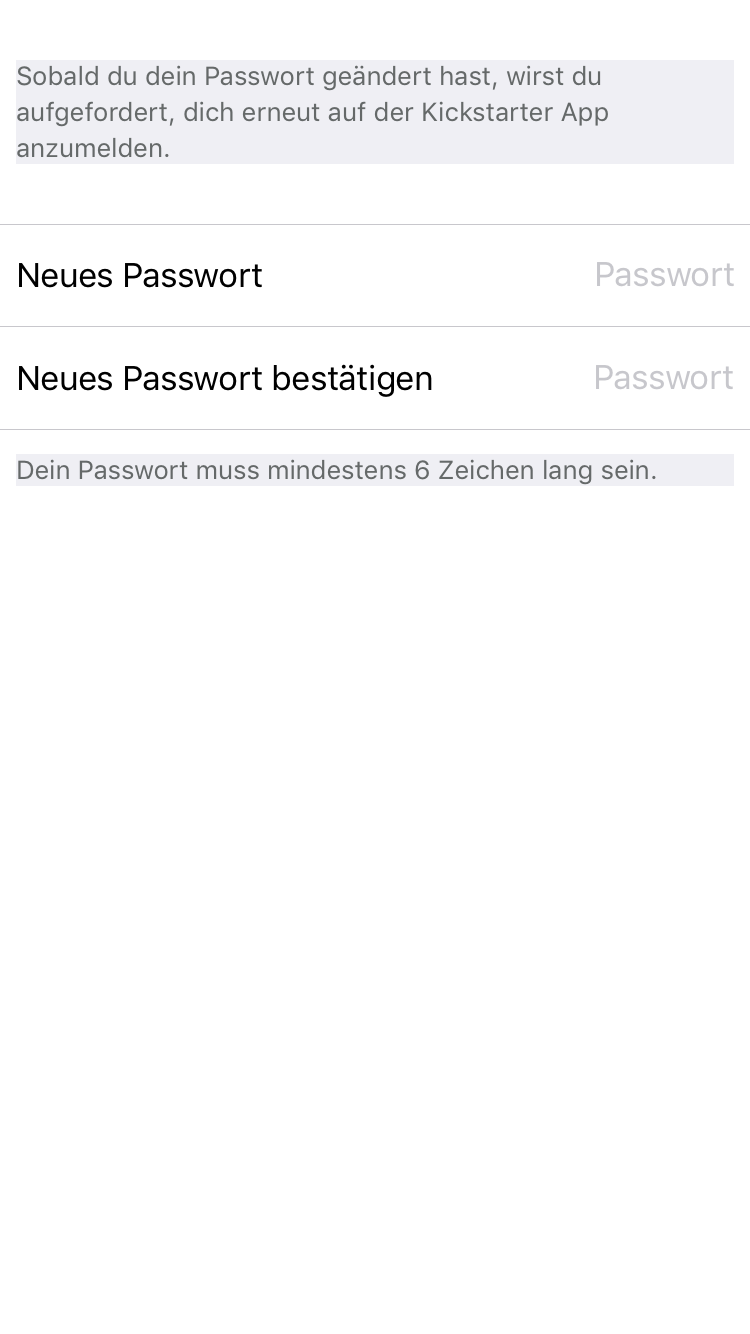 Sobald du dein Passwort geändert hast, wirst du
aufgefordert, dich erneut auf der Kickstarter App
anzumelden.
Neues Passwort Passwort
Neues Passwort bestätigen Passwort
Dein Passwort muss mindestens 6 Zeichen lang sein.